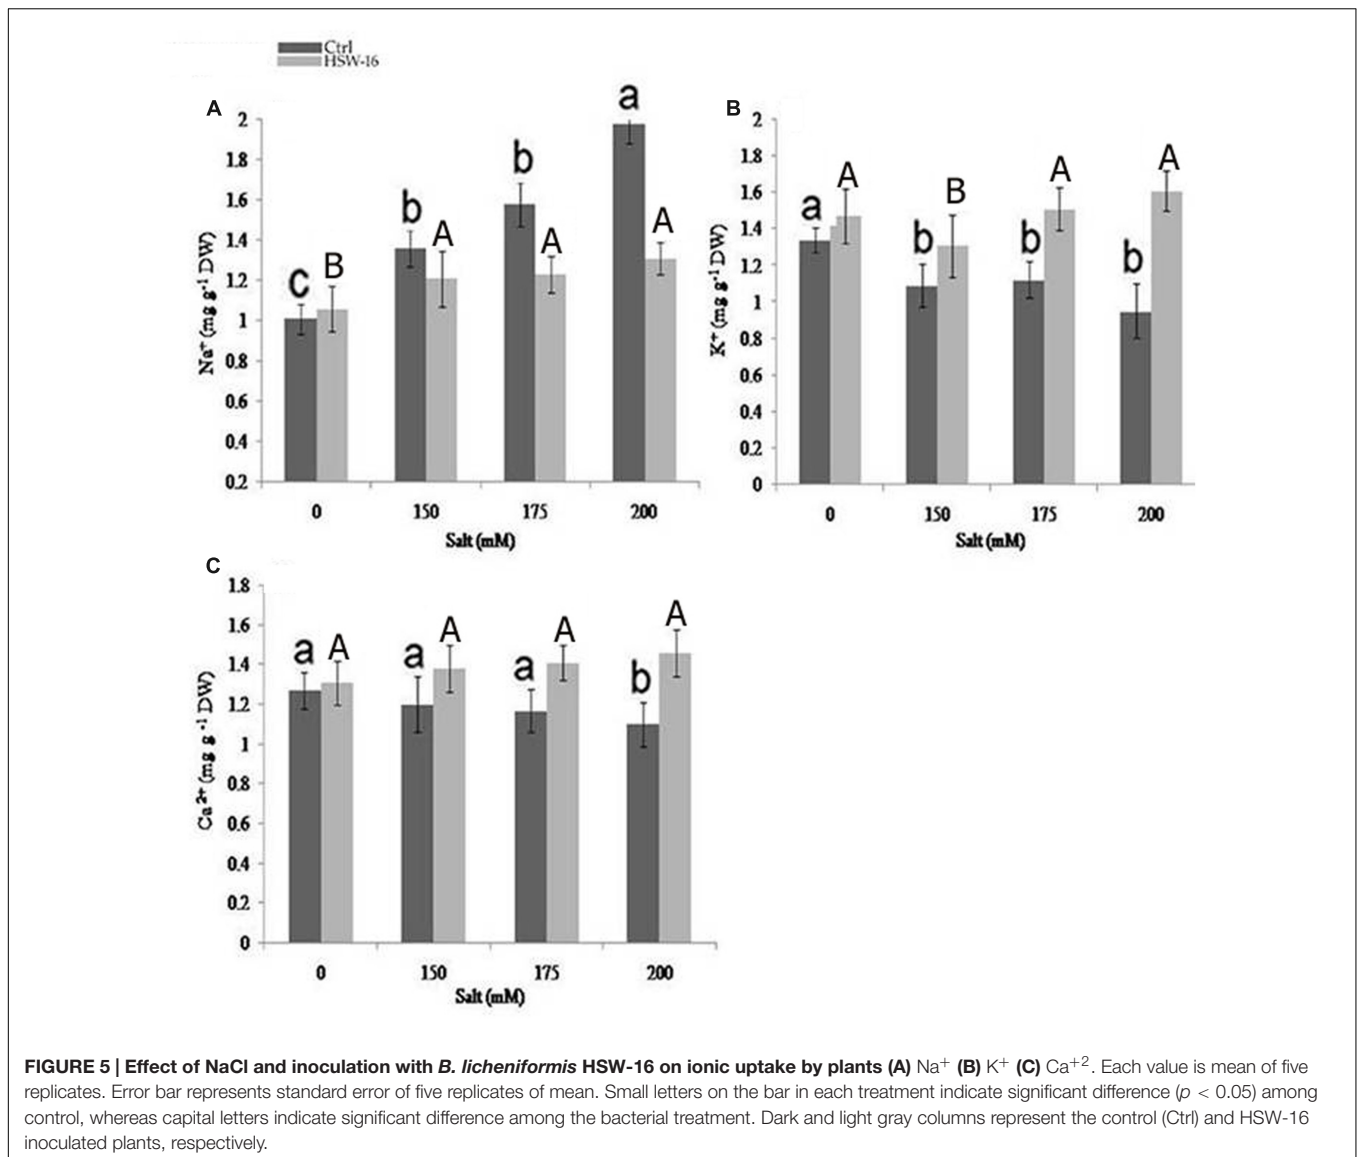 Ctrl
HSW-16
A
2
1.8
1.6
1.4
1.2
1
0.8
0.6
0.4
0.2
Na⁺ (mg g⁻¹ DW)
c B b A b A a A
0 150 175 200
Salt (mM)
B
2
1.8
1.6
1.4
1.2
1
0.8
0.6
0.4
0.2
0
K⁺ (mg g⁻¹ DW)
a A b B b A b A
0 150 175 200
Salt (mM)
C
1.8
1.6
1.4
1.2
1
0.8
0.6
0.4
0.2
0
Ca²⁺ (mg g⁻¹ DW)
a A a A a A b A
0 150 175 200
Salt (mM)
FIGURE 5 | Effect of NaCl and inoculation with B. licheniformis HSW-16 on ionic uptake by plants (A) Na⁺ (B) K⁺ (C) Ca⁺². Each value is mean of five
replicates. Error bar represents standard error of five replicates of mean. Small letters on the bar in each treatment indicate significant difference (p < 0.05) among
control, whereas capital letters indicate significant difference among the bacterial treatment. Dark and light gray columns represent the control (Ctrl) and HSW-16
inoculated plants, respectively.